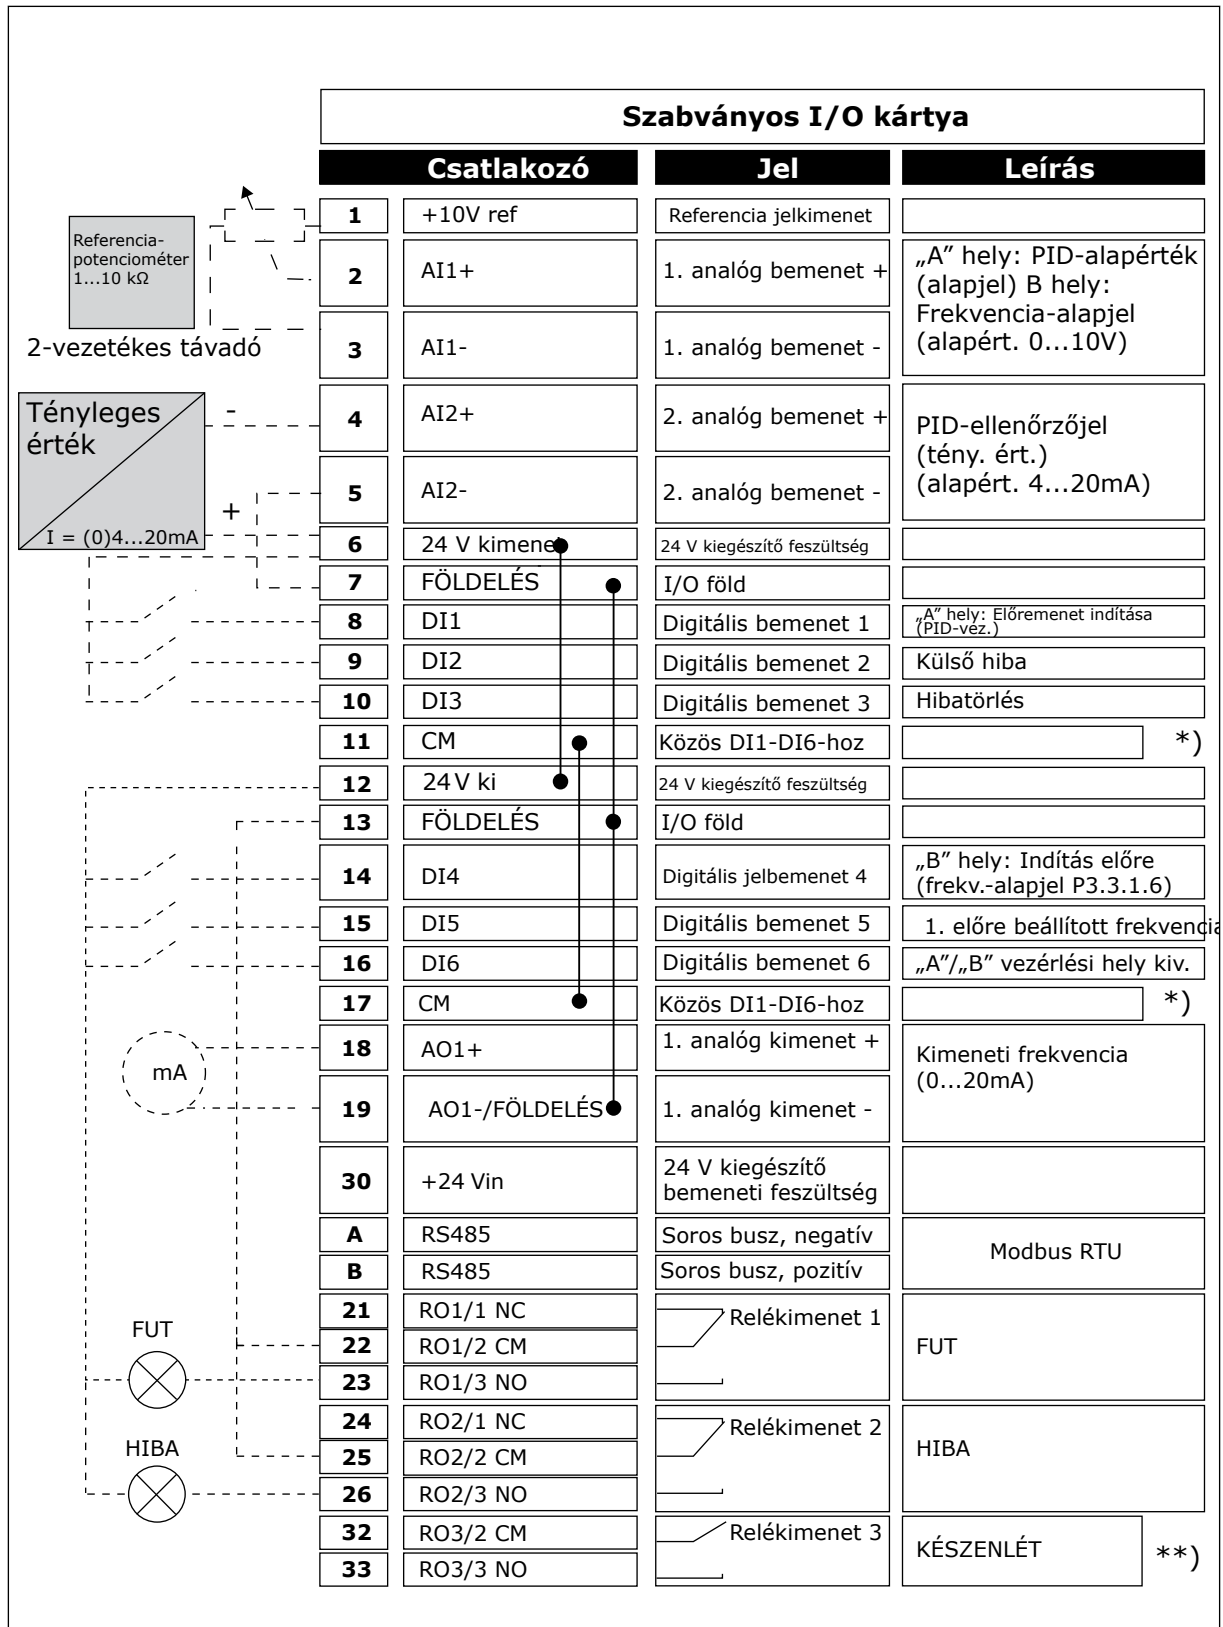 Szabványos I/O kártya
Csatlakozó Jel Leírás
1 +10V ref Referencia jelkimenet
Referencia-
potenciométer
1...10 kΩ
2 AI1+ 1. analóg bemenet +
„A” hely: PID-alapérték
(alapjel) B hely:
Frekvencia-alapjel
(alapért. 0...10V)
2-vezetékes távadó
3 AI1- 1. analóg bemenet -
Tényleges
érték
-
+
I = (0)4...20mA
4 AI2+ 2. analóg bemenet +
PID-ellenőrzőjel
(tény. ért.)
(alapért. 4...20mA)
5 AI2- 2. analóg bemenet -
6 24 V kimenet 24 V kiegészítő feszültség
7 FÖLDELÉS I/O föld
8 DI1 Digitális bemenet 1
„A” hely: Előremenet indítása
(PID-vez.)
9 DI2 Digitális bemenet 2 Külső hiba
10 DI3 Digitális bemenet 3 Hibatörlés
11 CM Közös DI1-DI6-hoz *)
12 24V ki 24 V kiegészítő feszültség
13 FÖLDELÉS I/O föld
14 DI4 Digitális jelbemenet 4
„B” hely: Indítás előre
(frekv.-alapjel P3.3.1.6)
15 DI5 Digitális bemenet 5 1. előre beállított frekvencia
16 DI6 Digitális bemenet 6 „A”/„B” vezérlési hely kiv.
17 CM Közös DI1-DI6-hoz *)
mA
18 AO1+ 1. analóg kimenet +
Kimeneti frekvencia
(0...20mA)
19 AO1-/FÖLDELÉS 1. analóg kimenet -
30 +24 Vin
24 V kiegészítő
bemeneti feszültség
A RS485 Soros busz, negatív
Modbus RTU
B RS485 Soros busz, pozitív
21 RO1/1 NC Relékimenet 1
FUT
22 RO1/2 CM FUT
23 RO1/3 NO
24 RO2/1 NC Relékimenet 2
HIBA
25 RO2/2 CM HIBA
26 RO2/3 NO
32 RO3/2 CM Relékimenet 3
KÉSZENLÉT **)
33 RO3/3 NO